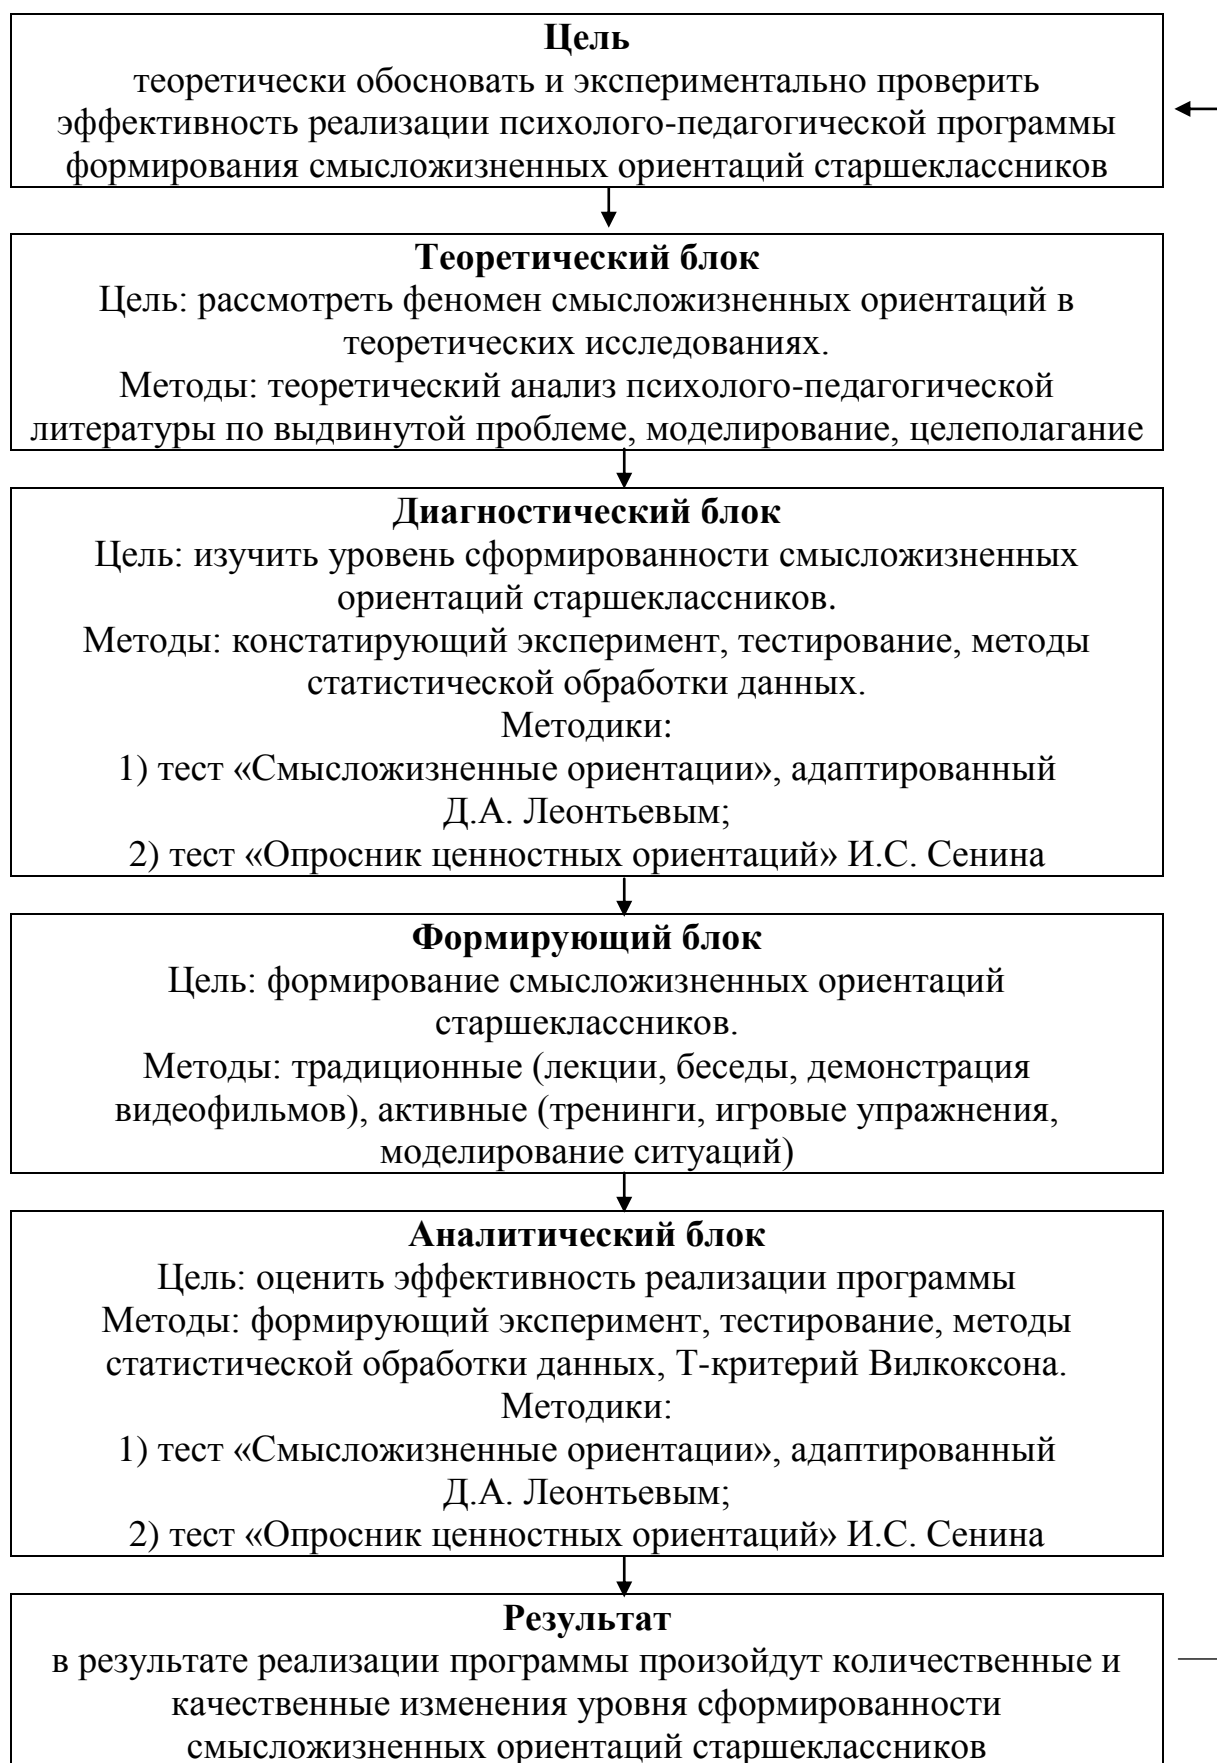 Цель
теоретически обосновать и экспериментально проверить
эффективность реализации психолого-педагогической программы
формирования смысложизненных ориентаций старшеклассников
Теоретический блок
Цель: рассмотреть феномен смысложизненных ориентаций в
теоретических исследованиях.
Методы: теоретический анализ психолого-педагогической
литературы по выдвинутой проблеме, моделирование, целеполагание
Диагностический блок
Цель: изучить уровень сформированности смысложизненных
ориентаций старшеклассников.
Методы: констатирующий эксперимент, тестирование, методы
статистической обработки данных.
Методики:
1) тест «Смысложизненные ориентации», адаптированный
Д.А. Леонтьевым;
2) тест «Опросник ценностных ориентаций» И.С. Сенина
Формирующий блок
Цель: формирование смысложизненных ориентаций
старшеклассников.
Методы: традиционные (лекции, беседы, демонстрация
видеофильмов), активные (тренинги, игровые упражнения,
моделирование ситуаций)
Аналитический блок
Цель: оценить эффективность реализации программы
Методы: формирующий эксперимент, тестирование, методы
статистической обработки данных, Т-критерий Вилкоксона.
Методики:
1) тест «Смысложизненные ориентации», адаптированный
Д.А. Леонтьевым;
2) тест «Опросник ценностных ориентаций» И.С. Сенина
Результат
в результате реализации программы произойдут количественные и
качественные изменения уровня сформированности
смысложизненных ориентаций старшеклассников